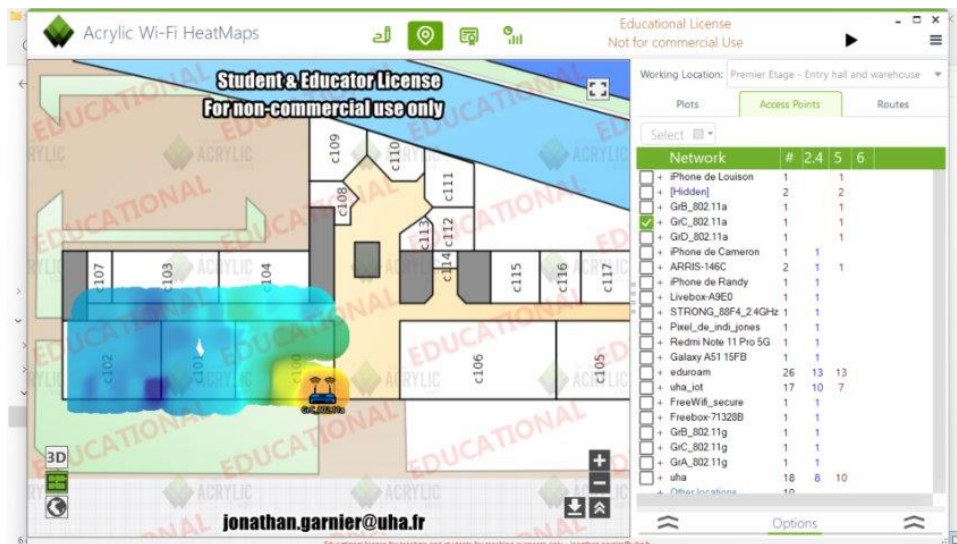 Acrylic Wi-Fi HeatMaps
Educational License
Not for commercial Use
Student & Educator License
For non-commercial use only
Working Location: Premier Etage - Entry hall and warehouse
Plots Access Points Routes
Select
Network # 2.4 5 6
+ iPhone de Louison 1 1
+ [Hidden] 2 2
+ GrB_802.11a 1 1
+ GrC_802.11a 1 1
+ GrD_802.11a 1 1
+ iPhone de Cameron 1 1
+ ARRIS-146C 2 1 1
+ iPhone de Randy 1 1
+ Livebox-A9E0 1 1
+ STRONG_88F4_2.4GHz 1 1
+ Pixel_de_indi_jones 1 1
+ Redmi Note 11 Pro 5G 1 1
+ Galaxy A51 15FB 1 1
+ eduroam 26 13 13
+ uha_iot 17 10 7
+ FreeWifi_secure 1 1
+ Freebox-71328B 1 1
+ GrB_802.11g 1 1
+ GrC_802.11g 1 1
+ GrA_802.11g 1 1
+ uha 18 8 10
+ Other locations 10
Options
c109
c110
c108
c111
c112
c113
c114
c107
c103
c104
c115
c116
c117
c102
c101
c100
c106
c105
GrC_802.11a
3D
EDUCATIONAL
ACRYLIC
jonathan.garnier@uha.fr